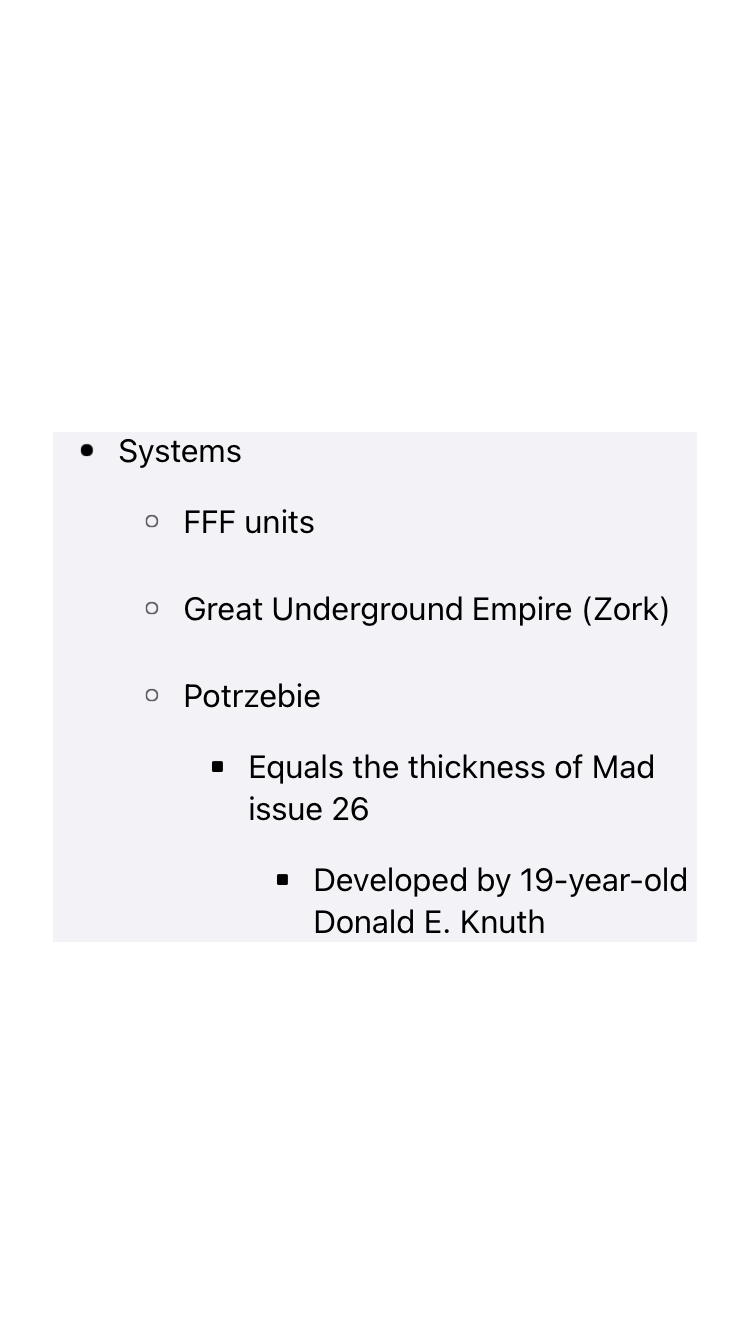 Systems
FFF units
Great Underground Empire (Zork)
Potrzebie
Equals the thickness of Mad
issue 26
Developed by 19-year-old
Donald E. Knuth